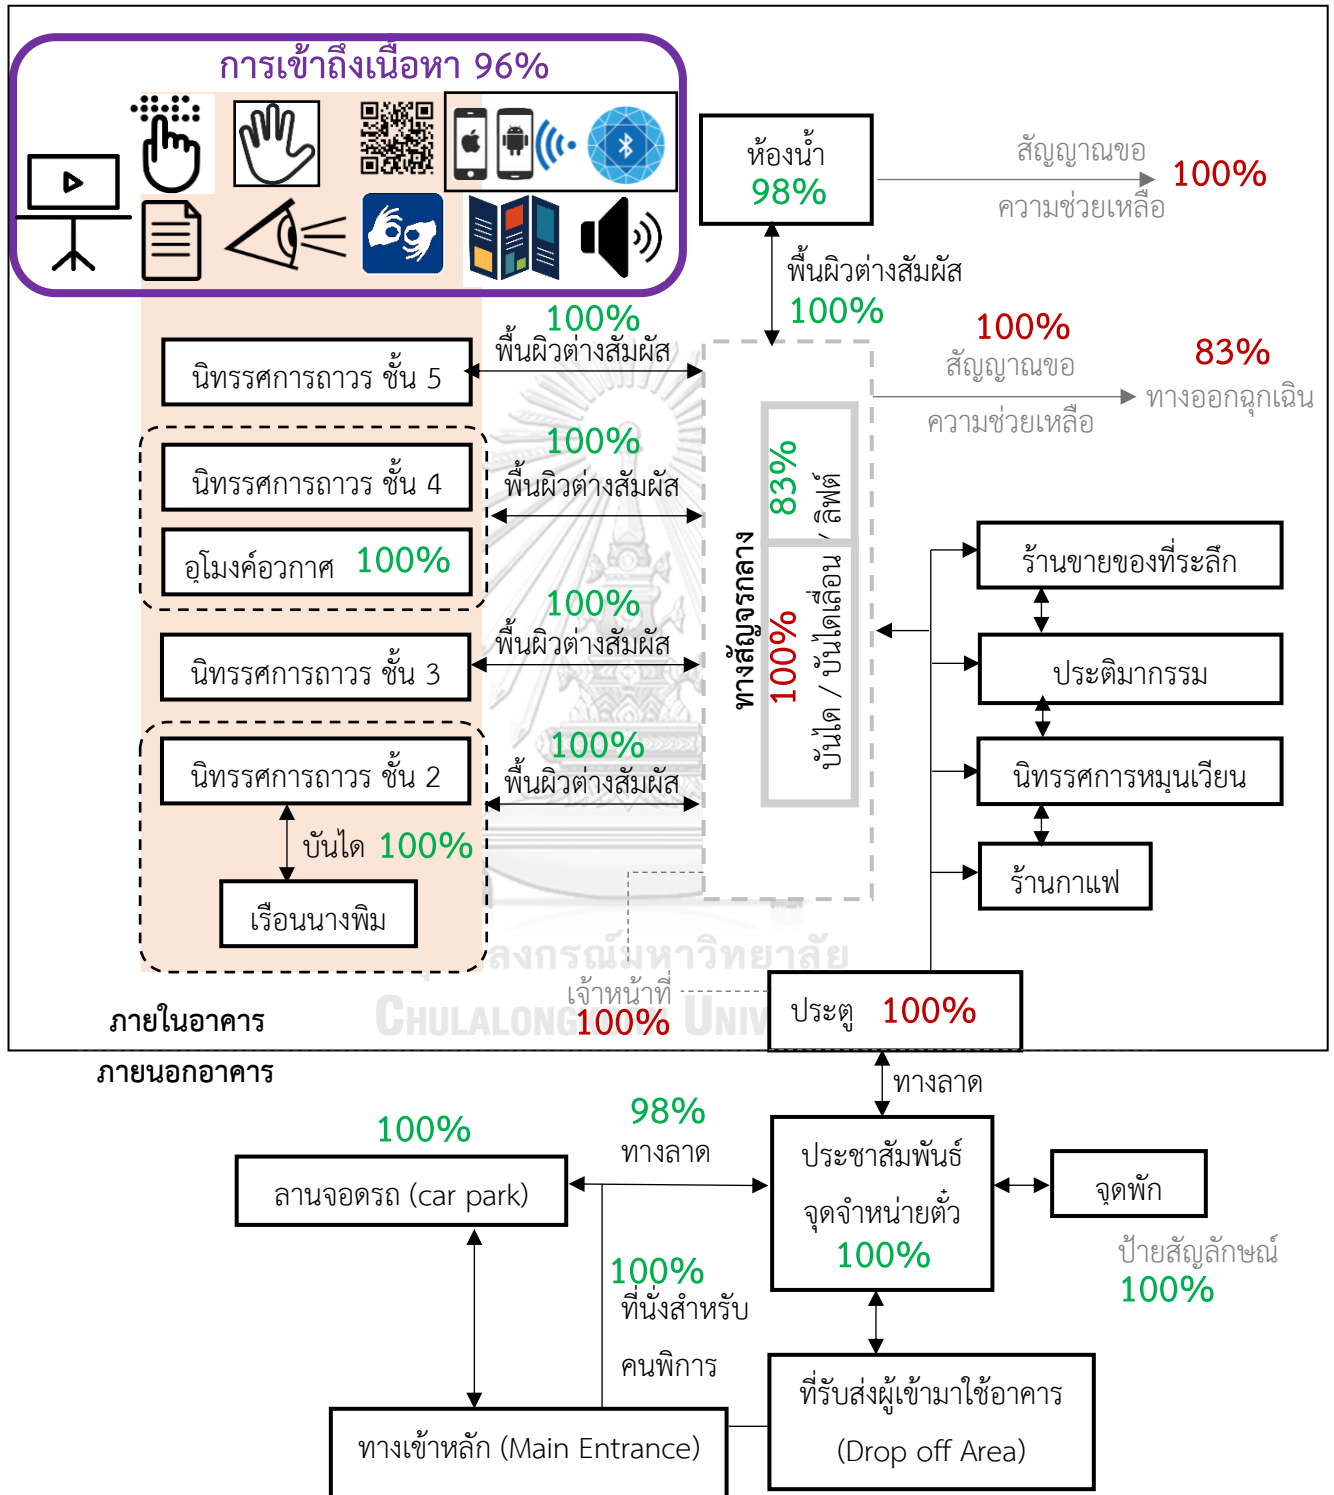 การเข้าถึงเนื้อหา 96%
ห้องน้ำ
98%
สัญญาณขอ
ความช่วยเหลือ
100%
พื้นผิวต่างสัมผัส
100%
100%
สัญญาณขอ
ความช่วยเหลือ
83%
ทางออกฉุกเฉิน
นิทรรศการถาวร ชั้น 5
100%
พื้นผิวต่างสัมผัส
นิทรรศการถาวร ชั้น 4
อุโมงค์อวกาศ 100%
100%
พื้นผิวต่างสัมผัส
นิทรรศการถาวร ชั้น 3
100%
พื้นผิวต่างสัมผัส
นิทรรศการถาวร ชั้น 2
100%
พื้นผิวต่างสัมผัส
บันได 100%
เรือนนางพิม
ทางสัญจรกลาง
83%
100%
บันได / บันไดเลื่อน / ลิฟต์
ร้านขายของที่ระลึก
ประติมากรรม
นิทรรศการหมุนเวียน
ร้านกาแฟ
ลงกรณ์มหาวิทยาลัย
CHULALONG UNIV
เจ้าหน้าที่
100%
ประตู 100%
ภายในอาคาร
ภายนอกอาคาร
ทางลาด
100%
ลานจอดรถ (car park)
98%
ทางลาด
ประชาสัมพันธ์
จุดจำหน่ายตั๋ว
100%
จุดพัก
ป้ายสัญลักษณ์
100%
100%
ที่นั่งสำหรับ
คนพิการ
ทางเข้าหลัก (Main Entrance)
ที่รับส่งผู้เข้ามาใช้อาคาร
(Drop off Area)